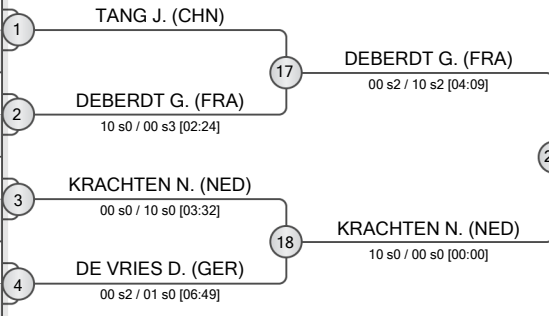 1
TANG J. (CHN)
17
DEBERDT G. (FRA)
00 s2 / 10 s2 [04:09]
2
DEBERDT G. (FRA)
10 s0 / 00 s3 [02:24]
3
KRACHTEN N. (NED)
00 s0 / 10 s0 [03:32]
18
KRACHTEN N. (NED)
10 s0 / 00 s0 [00:00]
4
DE VRIES D. (GER)
00 s2 / 01 s0 [06:49]